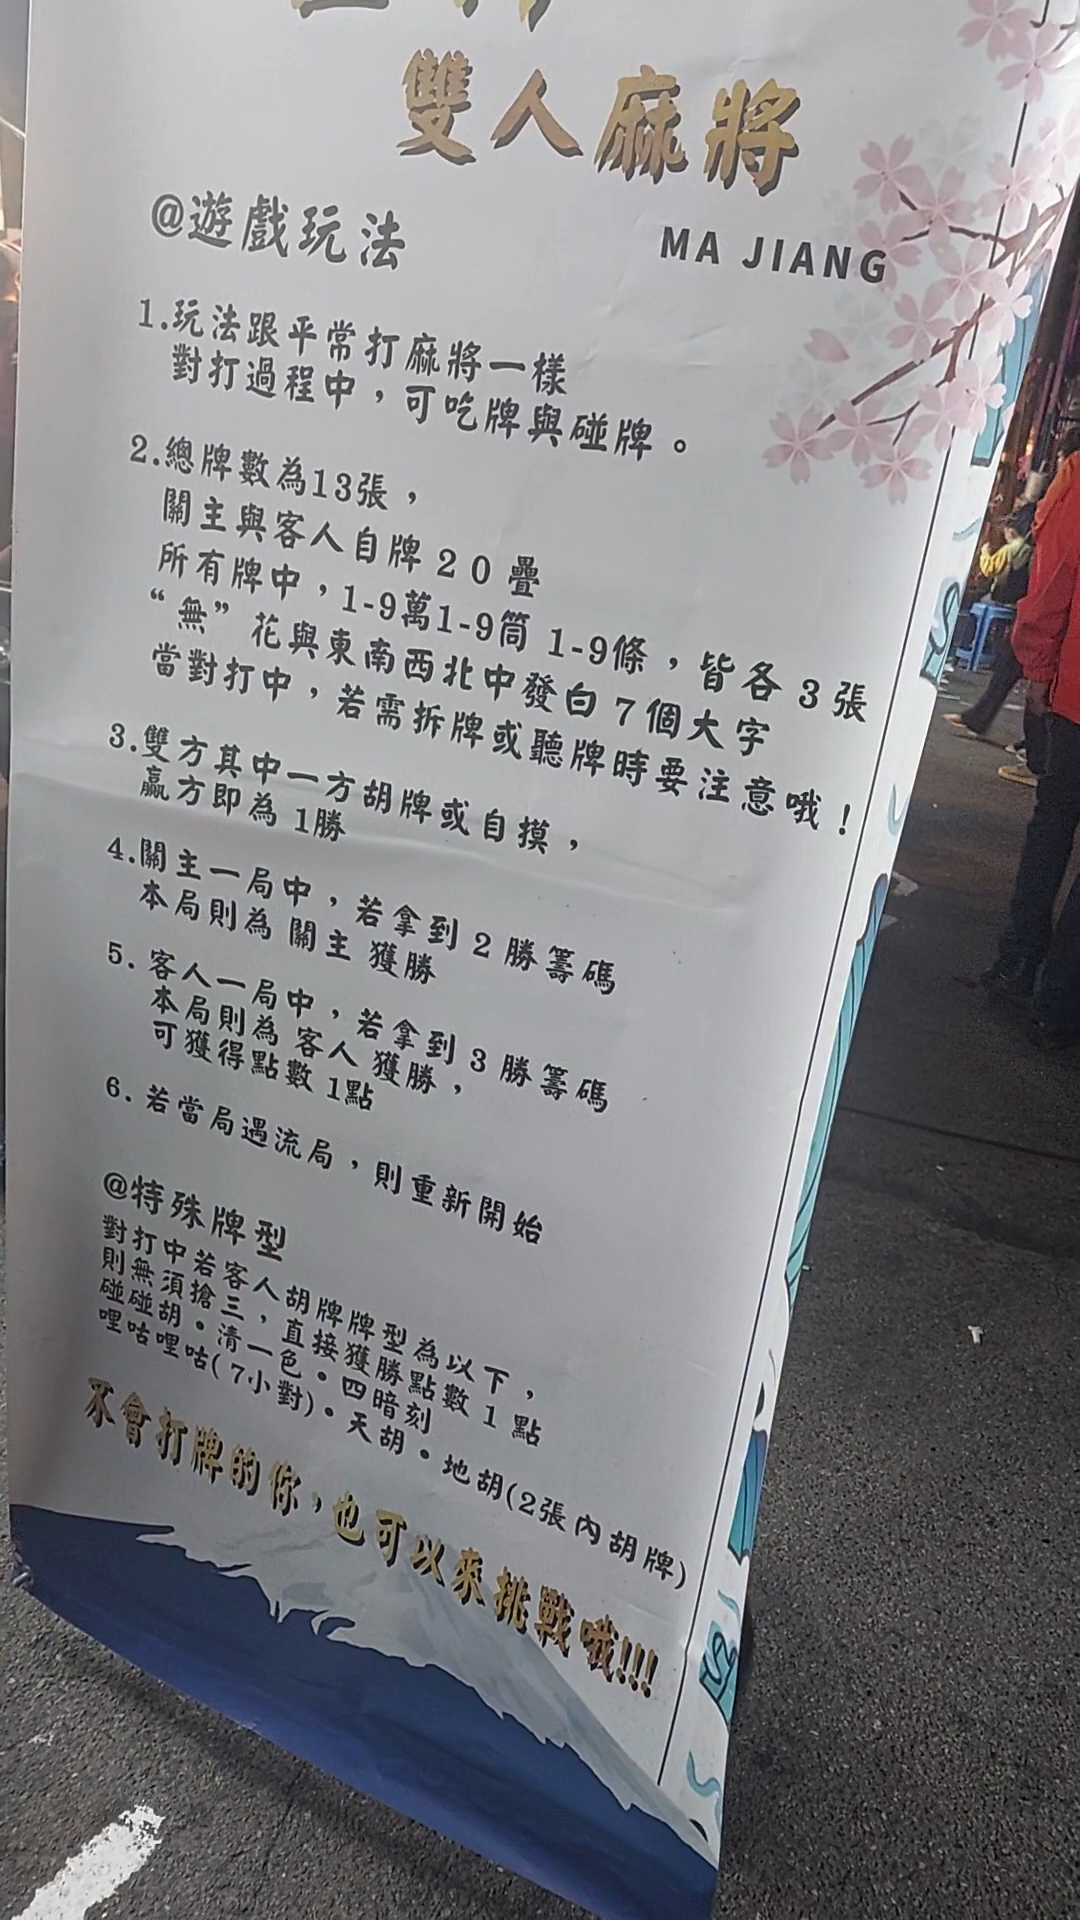 雙人麻將
MA JIANG
@遊戲玩法
1.玩法跟平常打麻將一樣
對打過程中，可吃牌與碰牌。
2.總牌數為13張，
關主與客人自牌20疊
所有牌中，1-9萬1-9筒 1-9條，皆各3張
“無”花與東南西北中發白7個大字
當對打中，若需拆牌或聽牌時要注意哦！
3.雙方其中一方胡牌或自摸，
贏方即為1勝
4.關主一局中，若拿到2勝籌碼
本局則為 關主 獲勝
5. 客人一局中，若拿到3勝籌碼
本局則為 客人 獲勝，
可獲得點數 1點
6. 若當局遇流局，則重新開始
@特殊牌型
對打中若客人胡牌牌型為以下，
則無須搶三，直接獲勝點數1點
碰碰胡。清一色。四暗刻
哩咕哩咕(7小對)。天胡。地胡(2張內胡牌)
不會打牌的你，也可以來挑戰哦!!!